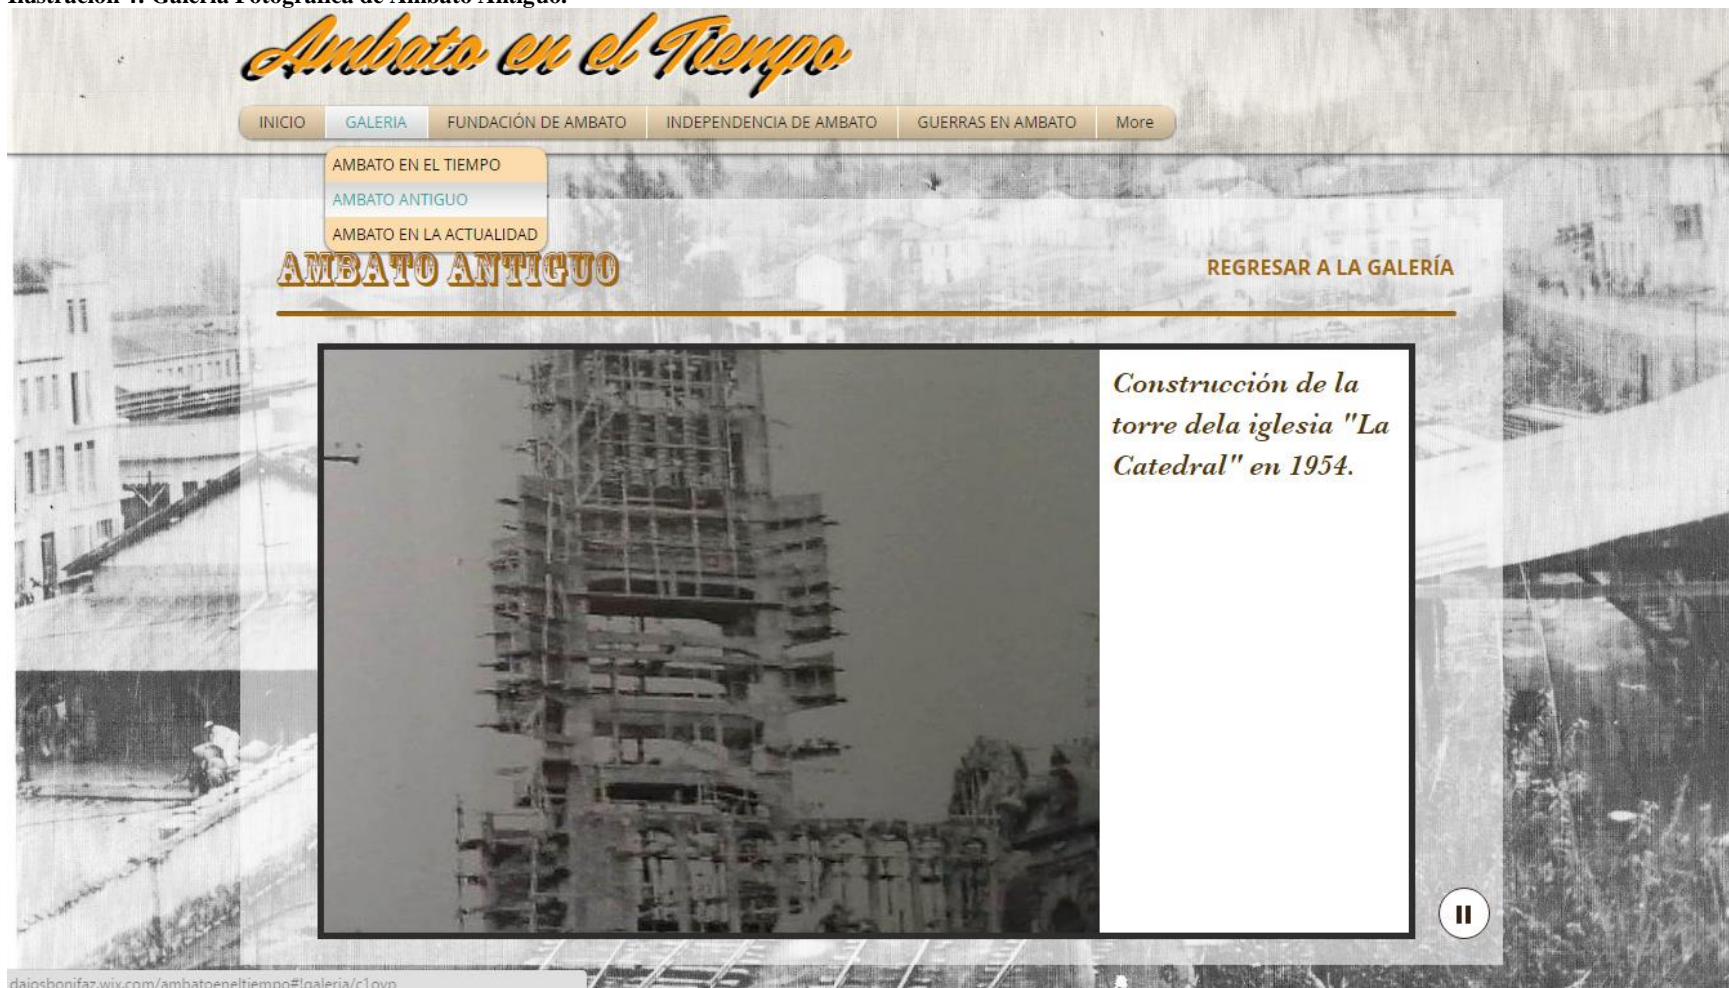 Ilustración 4: Galería Fotográfica de Ambato Antiguo.
Ambato en el Tiempo
INICIO GALERIA FUNDACIÓN DE AMBATO INDEPENDENCIA DE AMBATO GUERRAS EN AMBATO More
AMBATO EN EL TIEMPO
AMBATO ANTIGUO
AMBATO EN LA ACTUALIDAD
AMBATO ANTIGUO
REGRESAR A LA GALERÍA
Construcción de la
torre dela iglesia "La
Catedral" en 1954.
daiosbonifaz.wix.com/ambatoeneltiempo#!galeria/c1ovp